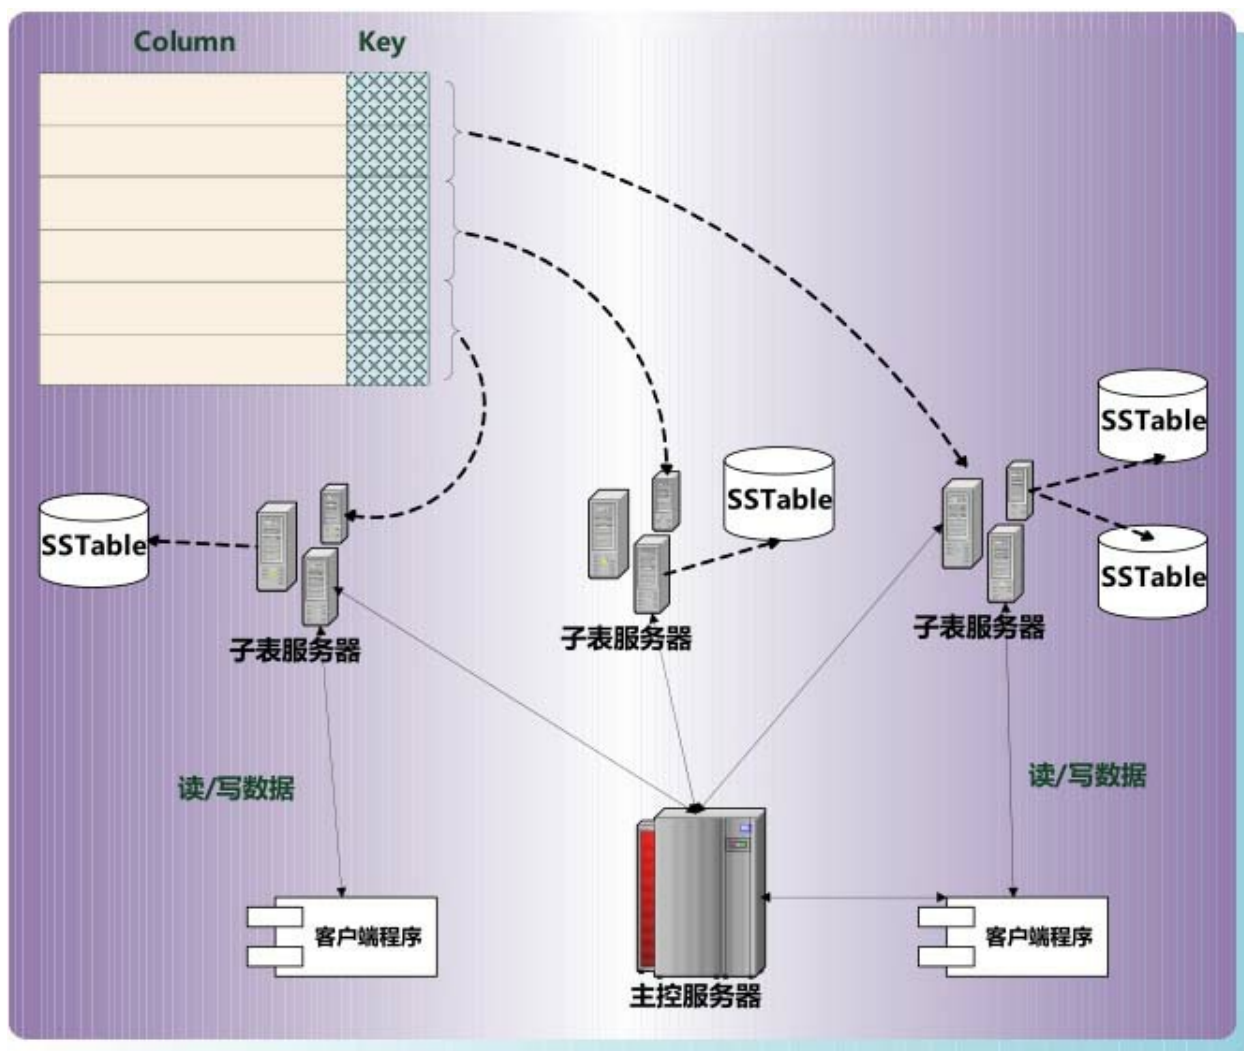 Column
Key
SSTable
SSTable
SSTable
SSTable
子表服务器
子表服务器
子表服务器
读/写数据
读/写数据
客户端程序
客户端程序
主控服务器